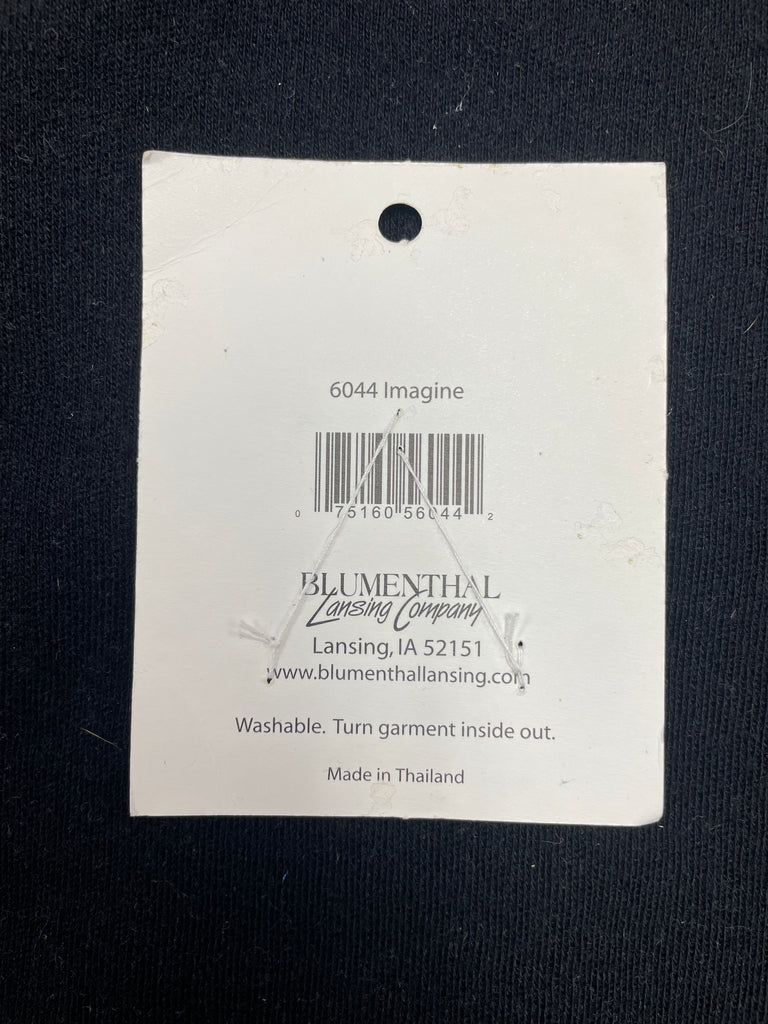 6044 Imagine
0 75160 56044 2
BLUMENTHAL
Lansing Company
Lansing, IA 52151
www.blumenthallansing.com
Washable. Turn garment inside out.
Made in Thailand